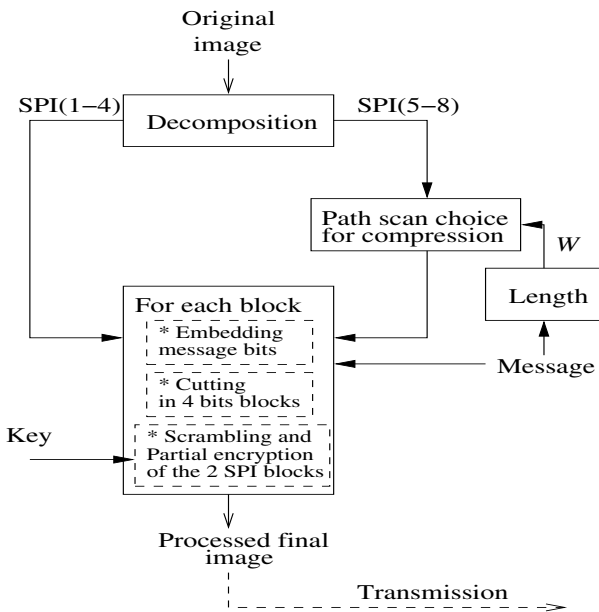 Original
image
SPI(1−4)
SPI(5−8)
Decomposition
Path scan choice
for compression
W
Length
For each block
* Embedding
message bits
Message
* Cutting
in 4 bits blocks
Key
* Scrambling and
Partial encryption
of the 2 SPI blocks
Processed final
image
Transmission